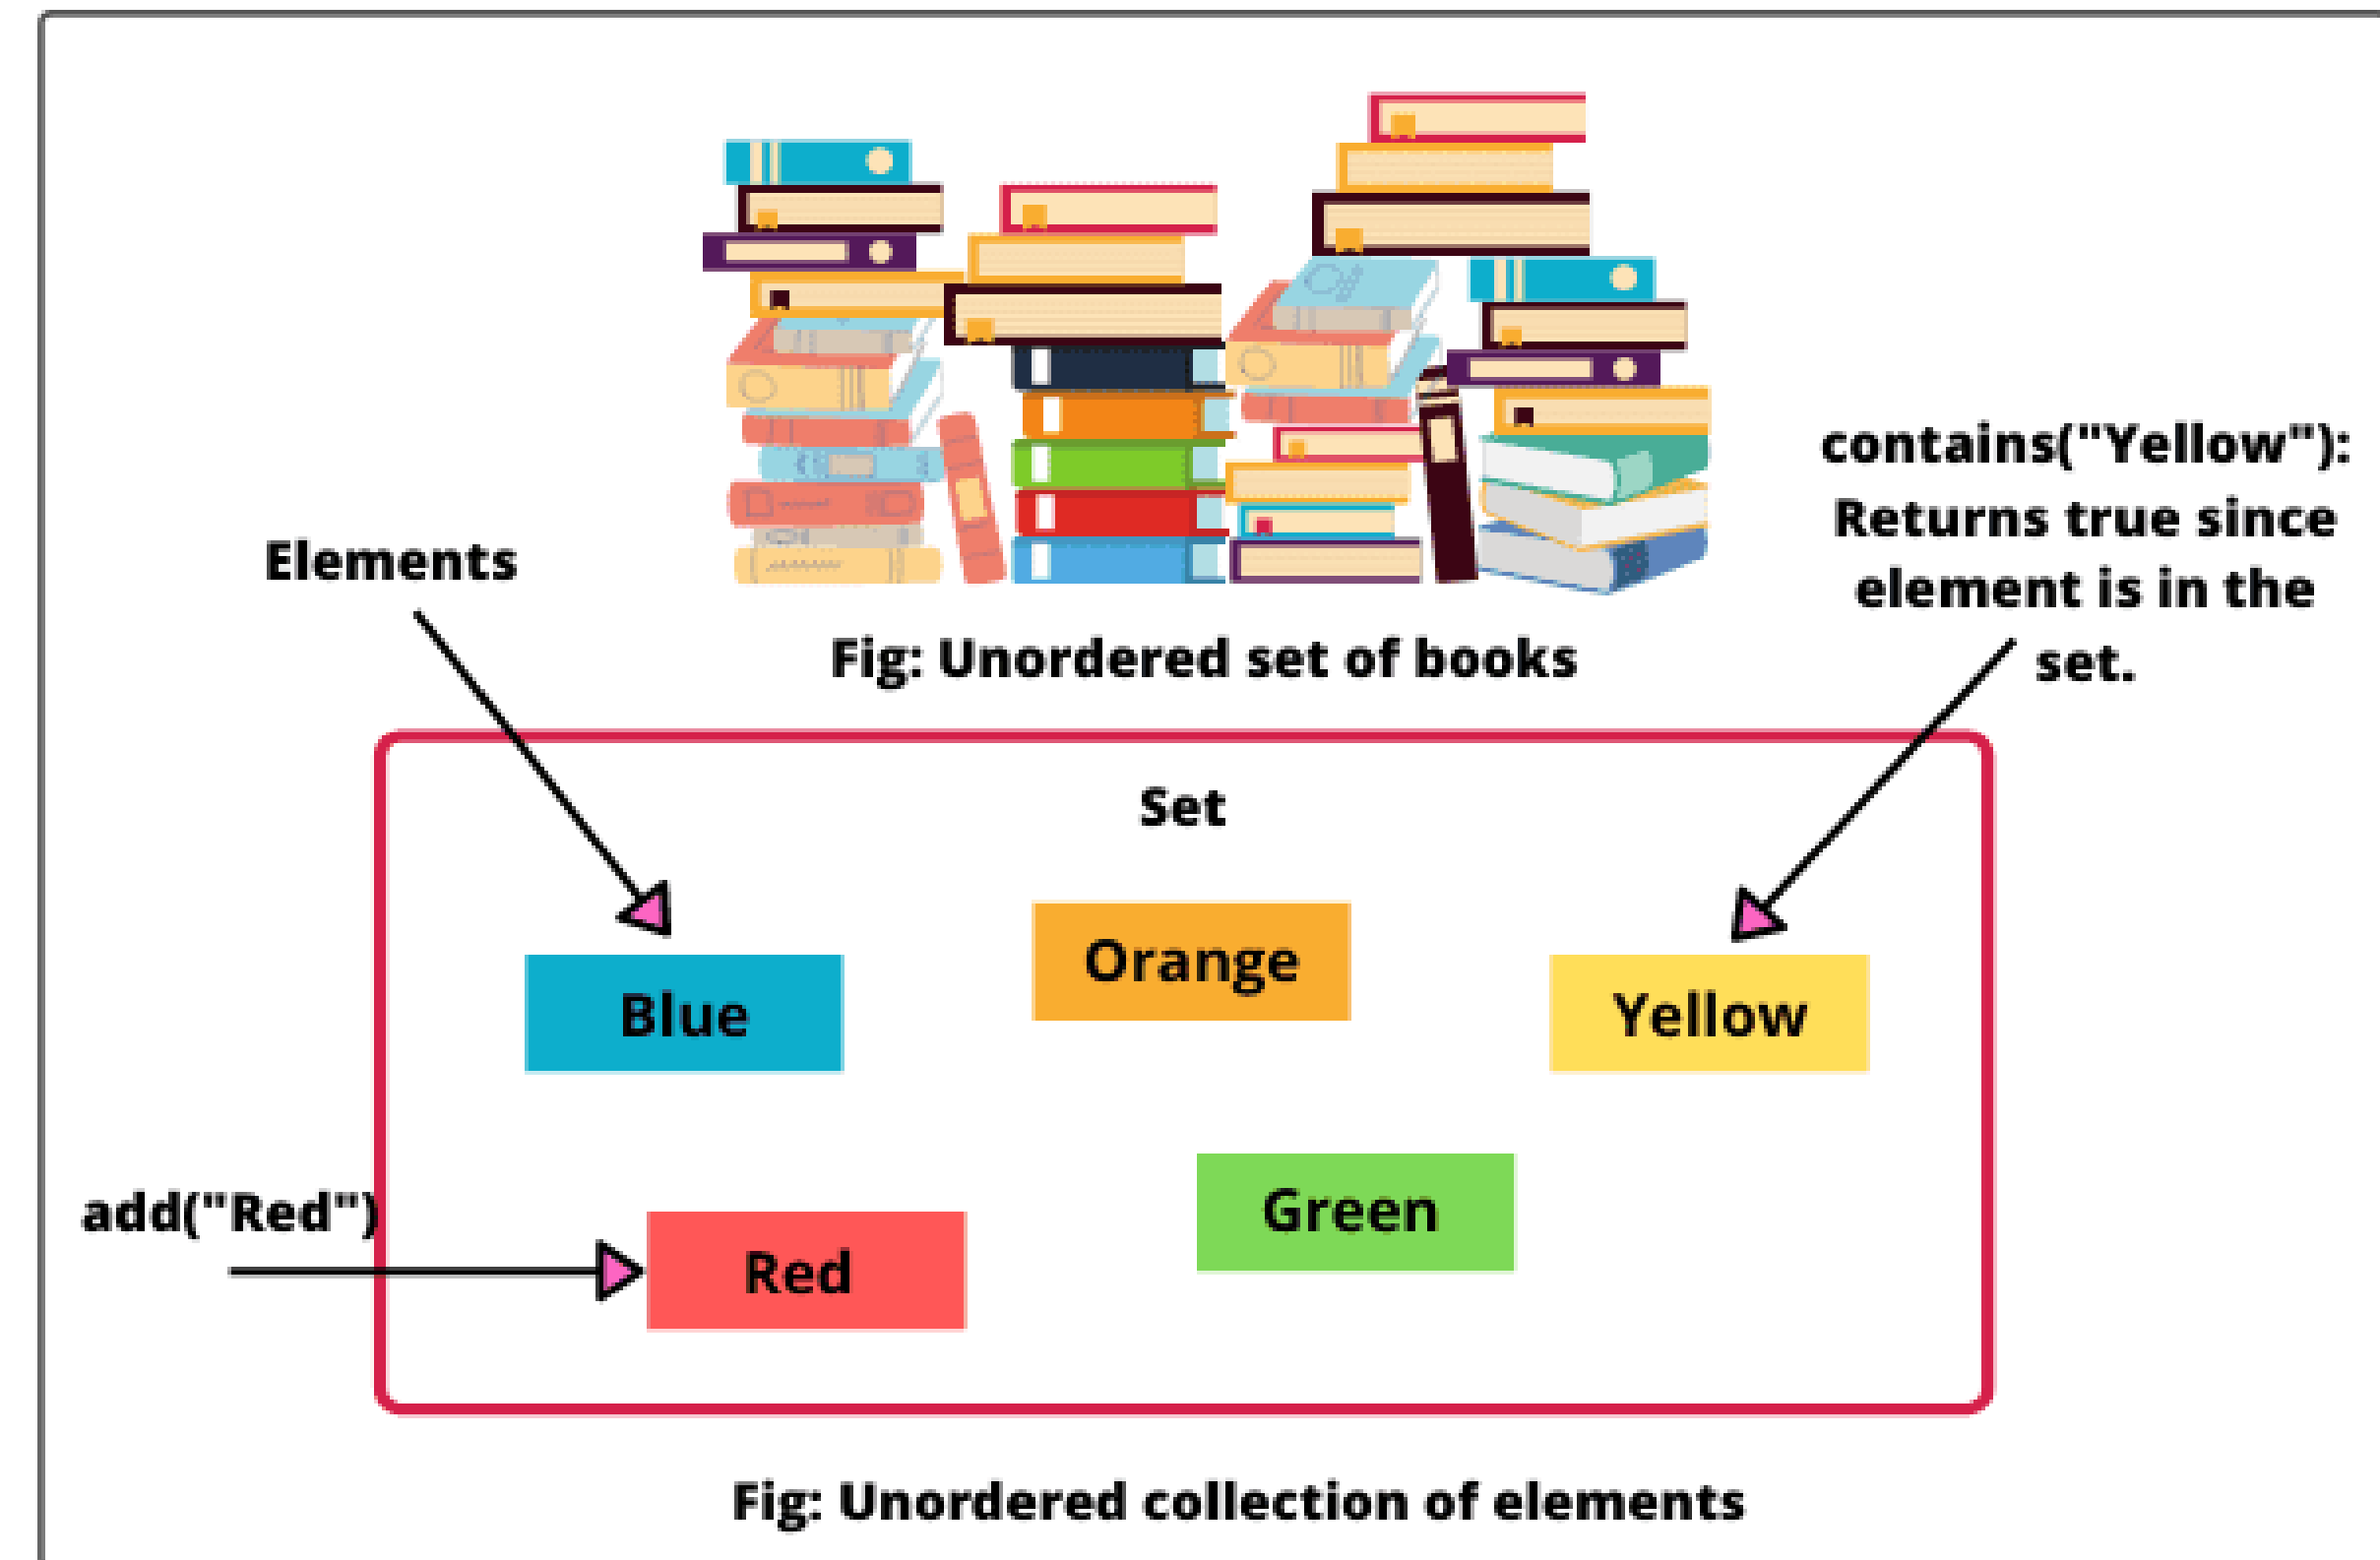 contains("Yellow"):
Returns true since
element is in the
set.
Elements
Fig: Unordered set of books
Set
Orange
Blue
Yellow
add("Red")
Green
Red
Fig: Unordered collection of elements